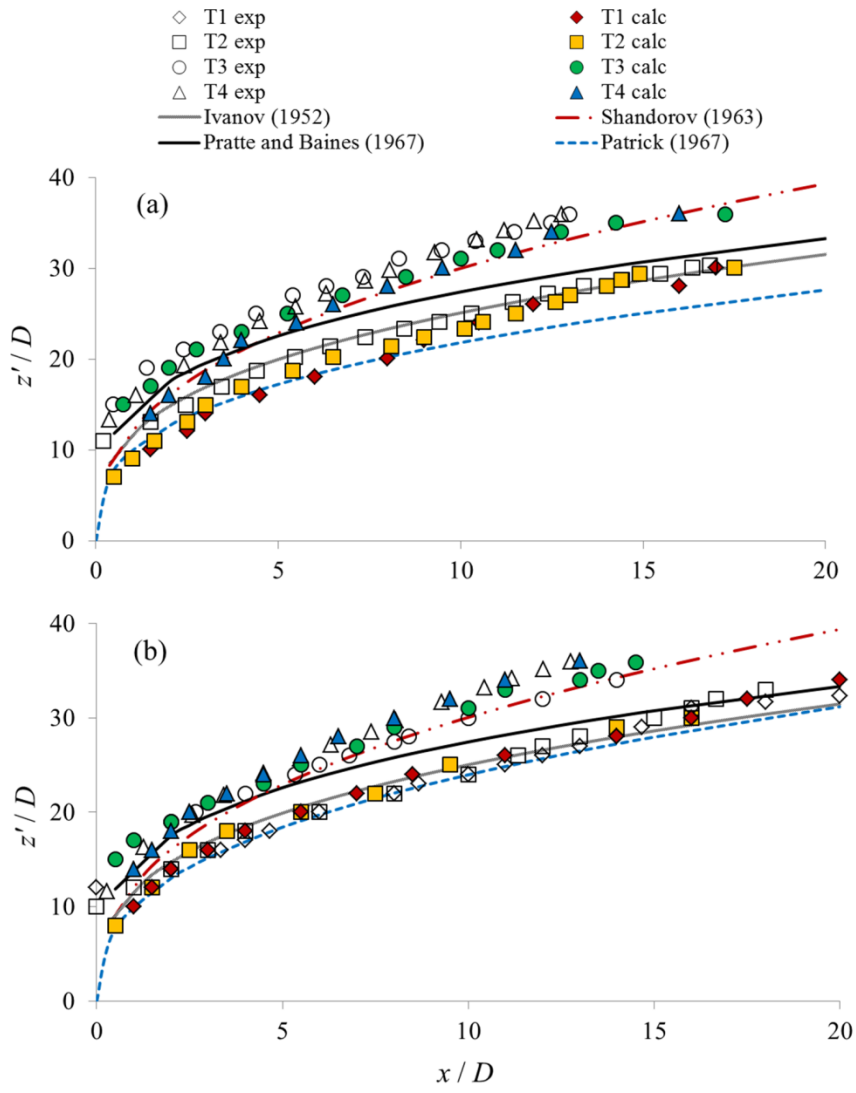 T1 exp T1 calc
T2 exp T2 calc
T3 exp T3 calc
T4 exp T4 calc
Ivanov (1952) Shandorov (1963)
Pratte and Baines (1967) Patrick (1967)
40
(a)
30
z' / D
20
10
0
0 5 10 15 20
40
(b)
30
z' / D
20
10
0
0 5 10 15 20
x / D